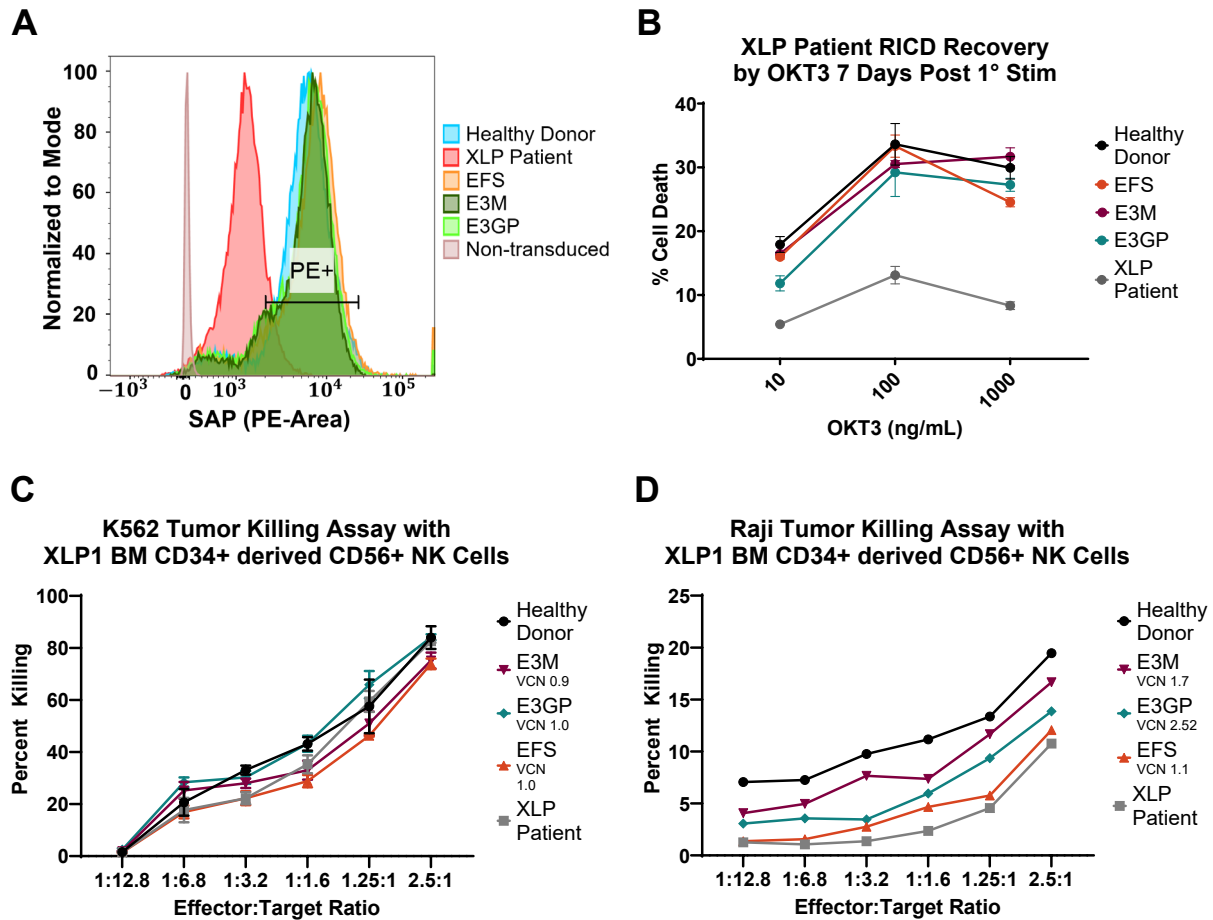 A
Normalized to Mode
100
80
60
40
20
0
PE+
−10³
0
10³
10⁴
10⁵
SAP (PE-Area)
Healthy Donor
XLP Patient
EFS
E3M
E3GP
Non-transduced
B
XLP Patient RICD Recovery
by OKT3 7 Days Post 1° Stim
% Cell Death
40
30
20
10
0
10
100
1000
OKT3 (ng/mL)
Healthy
Donor
EFS
E3M
E3GP
XLP
Patient
C
K562 Tumor Killing Assay with
XLP1 BM CD34+ derived CD56+ NK Cells
Percent Killing
100
80
60
40
20
0
1:12.8
1:6.8
1:3.2
1:1.6
1.25:1
2.5:1
Effector:Target Ratio
Healthy
Donor
E3M
VCN 0.9
E3GP
VCN 1.0
EFS
VCN
1.0
XLP
Patient
D
Raji Tumor Killing Assay with
XLP1 BM CD34+ derived CD56+ NK Cells
Percent Killing
25
20
15
10
5
0
1:12.8
1:6.8
1:3.2
1:1.6
1.25:1
2.5:1
Effector:Target Ratio
Healthy
Donor
E3M
VCN 1.7
E3GP
VCN 2.52
EFS
VCN 1.1
XLP
Patient